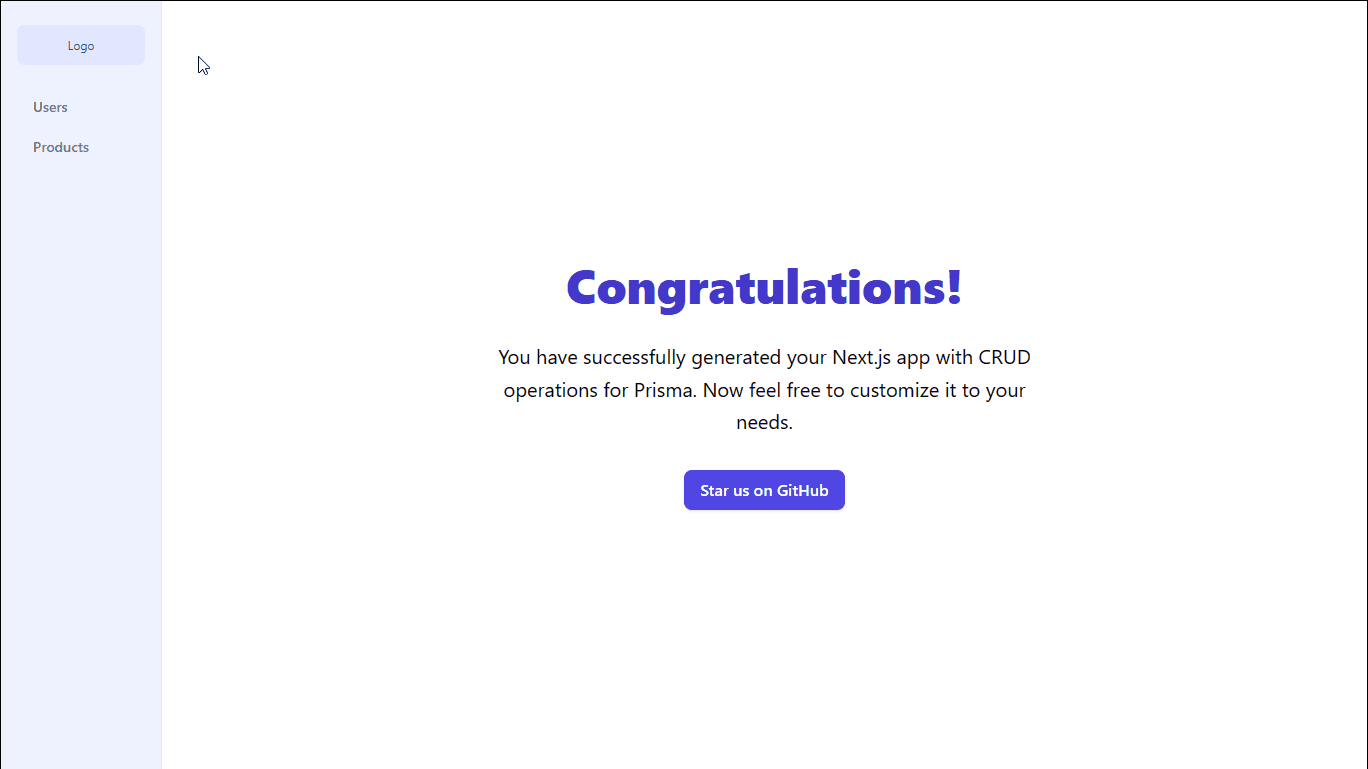 Logo
Users
Products
Congratulations!
You have successfully generated your Next.js app with CRUD
operations for Prisma. Now feel free to customize it to your
needs.
Star us on GitHub